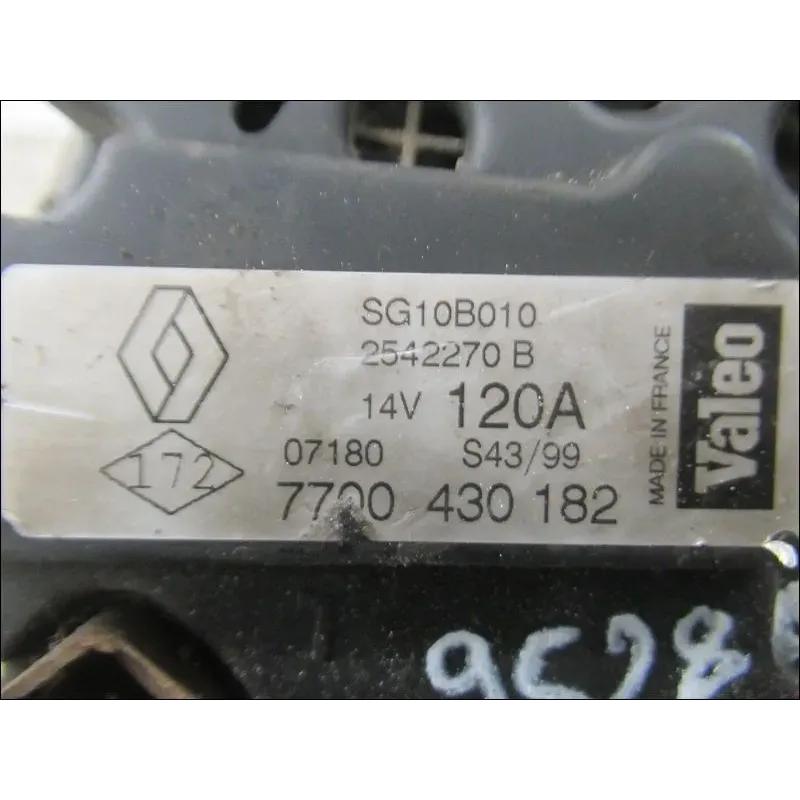 SG10B010
2542270 B
14V 120A
172
07180 S43/99
7700 430 182
MADE IN FRANCE
Valeo